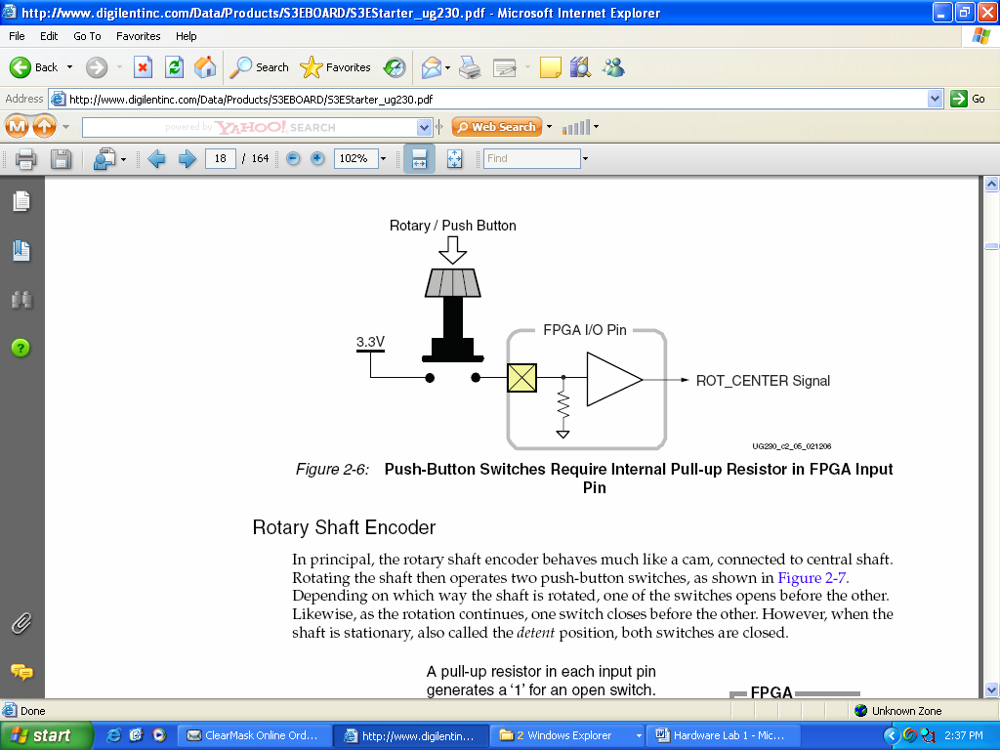 http://www.digilentinc.com/Data/Products/S3EBOARD/S3EStarter_ug230.pdf - Microsoft Internet Explorer
File Edit Go To Favorites Help
Back Search Favorites
Address http://www.digilentinc.com/Data/Products/S3EBOARD/S3EStarter_ug230.pdf Go
M powered by YAHOO! SEARCH Web Search
18 / 164 102% Find
Rotary / Push Button
FPGA I/O Pin
3.3V
ROT_CENTER Signal
UG230_c2_05_021206
Figure 2-6: Push-Button Switches Require Internal Pull-up Resistor in FPGA Input
Pin
Rotary Shaft Encoder
In principal, the rotary shaft encoder behaves much like a cam, connected to central shaft.
Rotating the shaft then operates two push-button switches, as shown in Figure 2-7.
Depending on which way the shaft is rotated, one of the switches opens before the other.
Likewise, as the rotation continues, one switch closes before the other. However, when the
shaft is stationary, also called the detent position, both switches are closed.
A pull-up resistor in each input pin
generates a ‘1’ for an open switch.
FPGA
Done Unknown Zone
start ClearMask Online Ord... http://www.digilentin... 2 Windows Explorer Hardware Lab 1 - Mic... 2:37 PM